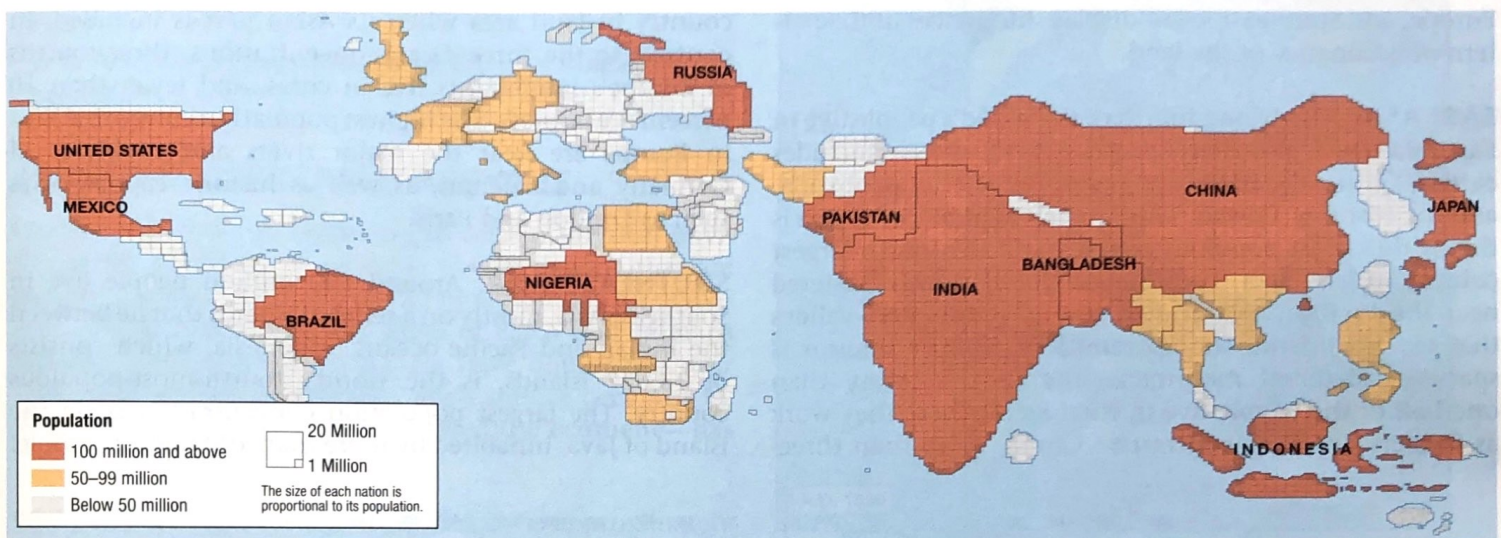 UNITED STATES
MEXICO
BRAZIL
NIGERIA
RUSSIA
PAKISTAN
INDIA
BANGLADESH
CHINA
JAPAN
INDONESIA
Population
100 million and above
50–99 million
Below 50 million
20 Million
1 Million
The size of each nation is
proportional to its population.